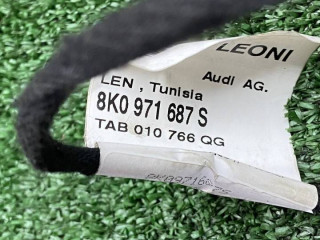 LEONI
Audi AG.
LEN , Tunisia
8K0 971 687 S
TAB 010 766 QG